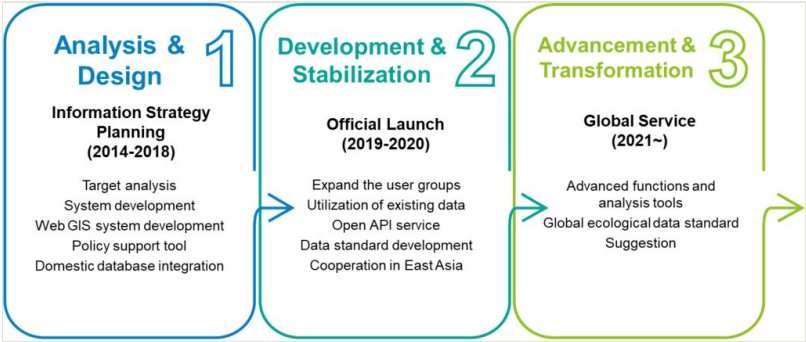 Analysis &
Design
1
Information Strategy
Planning
(2014-2018)
Target analysis
System development
Web GIS system development
Policy support tool
Domestic database integration
Development &
Stabilization
2
Official Launch
(2019-2020)
Expand the user groups
Utilization of existing data
Open API service
Data standard development
Cooperation in East Asia
Advancement &
Transformation
3
Global Service
(2021~)
Advanced functions and
analysis tools
Global ecological data standard
Suggestion